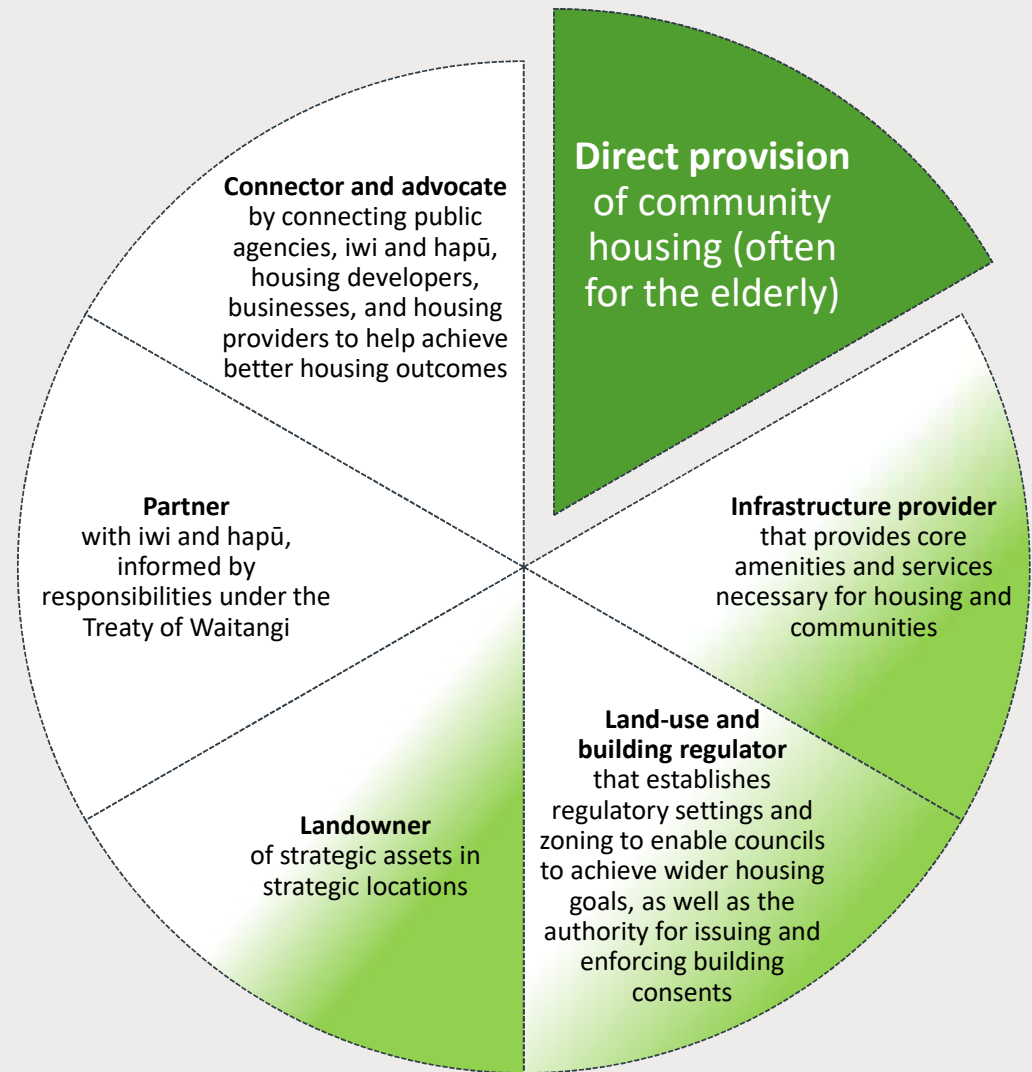 Direct provision
of community
housing (often
for the elderly)
Infrastructure provider
that provides core
amenities and services
necessary for housing and
communities
Land-use and
building regulator
that establishes
regulatory settings and
zoning to enable councils
to achieve wider housing
goals, as well as the
authority for issuing and
enforcing building
consents
Landowner
of strategic assets in
strategic locations
Partner
with iwi and hapū,
informed by
responsibilities under the
Treaty of Waitangi
Connector and advocate
by connecting public
agencies, iwi and hapū,
housing developers,
businesses, and housing
providers to help achieve
better housing outcomes